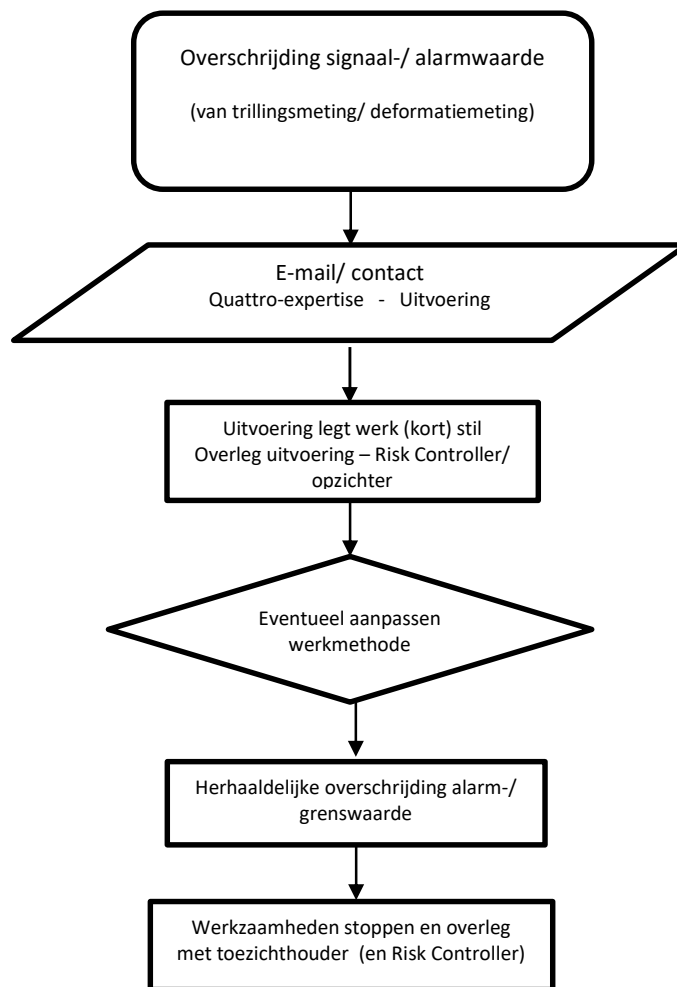 Overschrijding signaal-/ alarmwaarde
(van trillingsmeting/ deformatiemeting)
E-mail/ contact
Quattro-expertise - Uitvoering
Uitvoering legt werk (kort) stil
Overleg uitvoering – Risk Controller/
opzichter
Eventueel aanpassen
werkmethode
Herhaaldelijke overschrijding alarm-/
grenswaarde
Werkzaamheden stoppen en overleg
met toezichthouder (en Risk Controller)